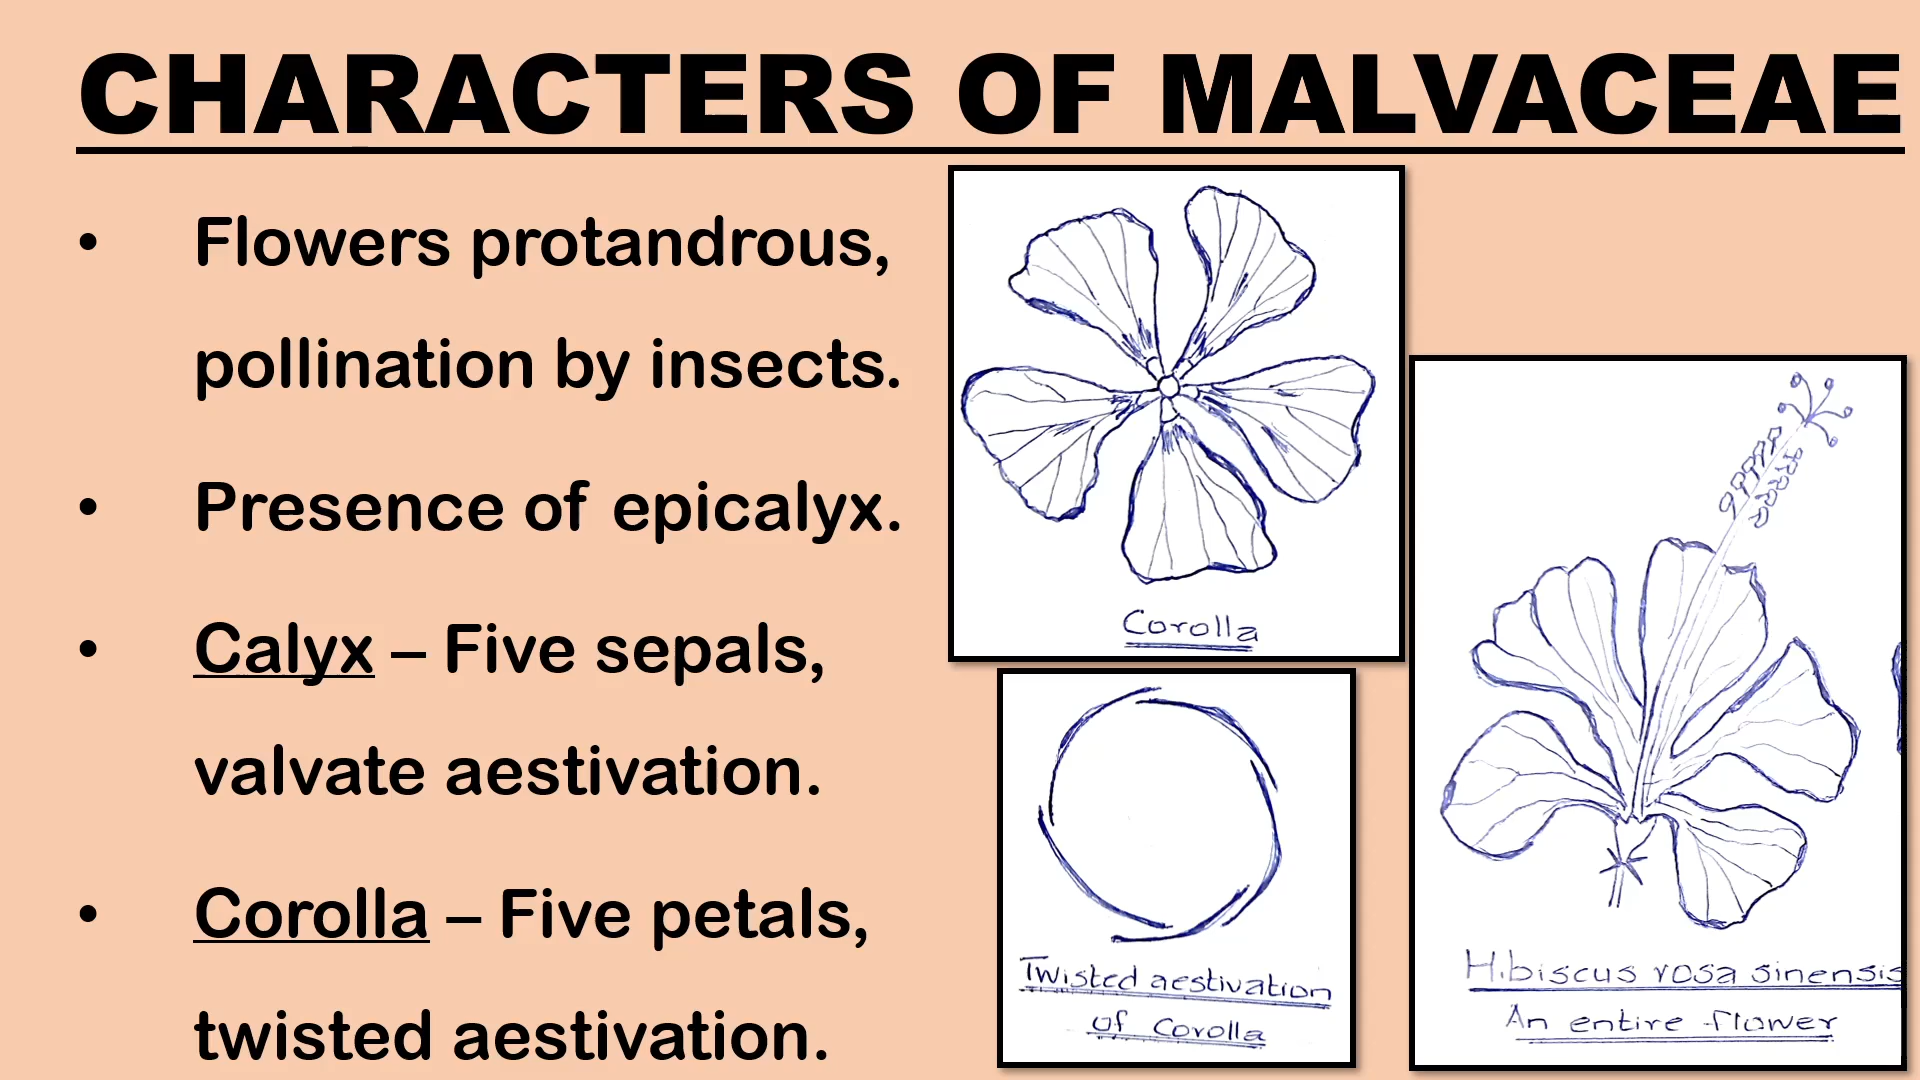 CHARACTERS OF MALVACEAE
• Flowers protandrous,
pollination by insects.
• Presence of epicalyx.
• Calyx – Five sepals,
valvate aestivation.
• Corolla – Five petals,
twisted aestivation.
Corolla
Twisted aestivation
of Corolla
Hibiscus rosa sinensis
An entire flower